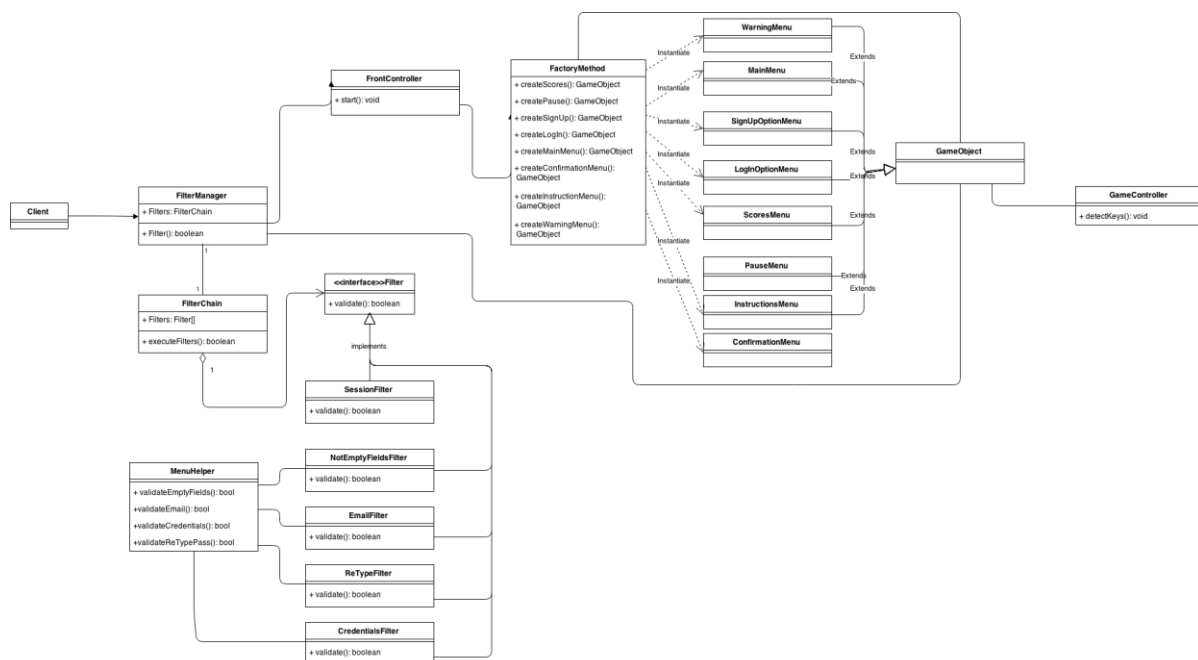 WarningMenu
Instantiate
Extends
FactoryMethod
+ createScores(): GameObject
+ createPause(): GameObject
+ createSignUp(): GameObject
+ createLogIn(): GameObject
+ createMainMenu(): GameObject
+ createConfirmationMenu():
GameObject
+ createInstructionMenu():
GameObject
+ createWarningMenu():
GameObject
MainMenu
Instantiate
Extends
FrontController
+ start(): void
SignUpOptionMenu
Instantiate
Extends
GameObject
LogInOptionMenu
Instantiate
Extends
Instantiate
ScoresMenu
Extends
GameController
+ detectKeys(): void
FilterManager
+ Filters: FilterChain
+ Filter(): boolean
Client
1
1
Instantiate
PauseMenu
Extends
Instantiate
Extends
InstructionsMenu
ConfirmationMenu
FilterChain
+ Filters: Filter[]
+ executeFilters(): boolean
1
<<interface>>Filter
+ validate(): boolean
implements
SessionFilter
+ validate(): boolean
NotEmptyFieldsFilter
+ validate(): boolean
MenuHelper
+ validateEmptyFields(): bool
+validateEmail(): bool
+validateCredentials(): bool
+validateReTypePass(): bool
EmailFilter
+ validate(): boolean
ReTypeFilter
+ validate(): boolean
CredentialsFilter
+ validate(): boolean